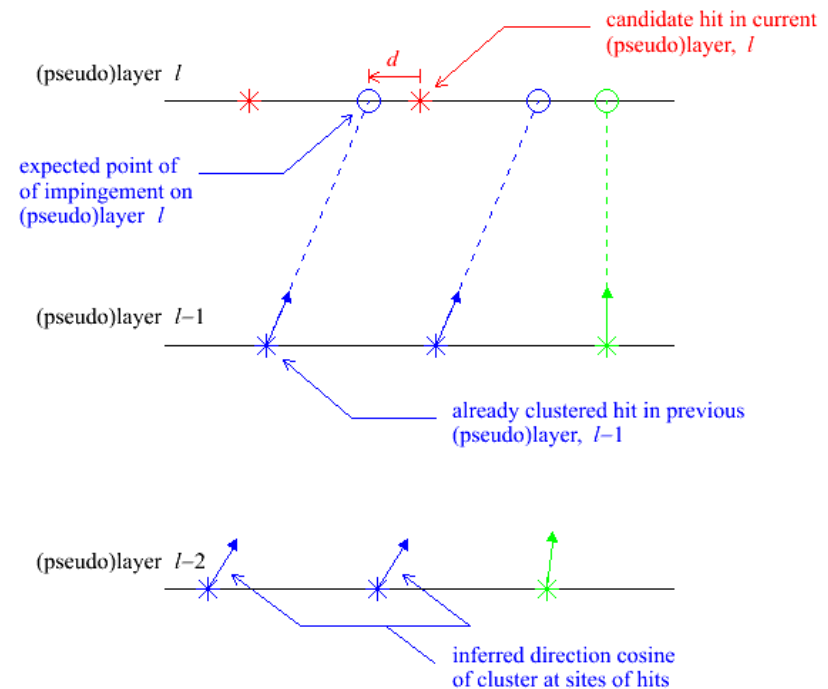 candidate hit in current
(pseudo)layer, l
(pseudo)layer l
d
expected point of
of impingement on
(pseudo)layer l
(pseudo)layer l–1
already clustered hit in previous
(pseudo)layer, l–1
(pseudo)layer l–2
inferred direction cosine
of cluster at sites of hits